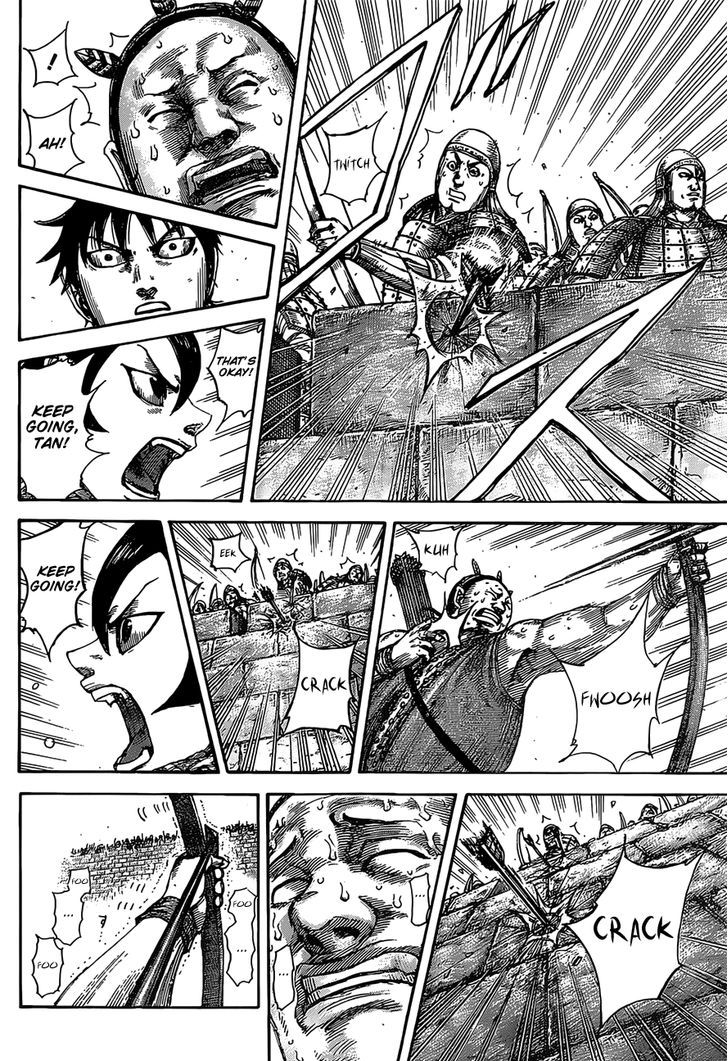 TWITCH
!
AH!
THAT'S
OKAY!
KEEP
GOING,
TAN!
KUH
FWOOSH
EEK
CRACK
KEEP
GOING!
CRACK
FOO
...
FOO
...
FOO